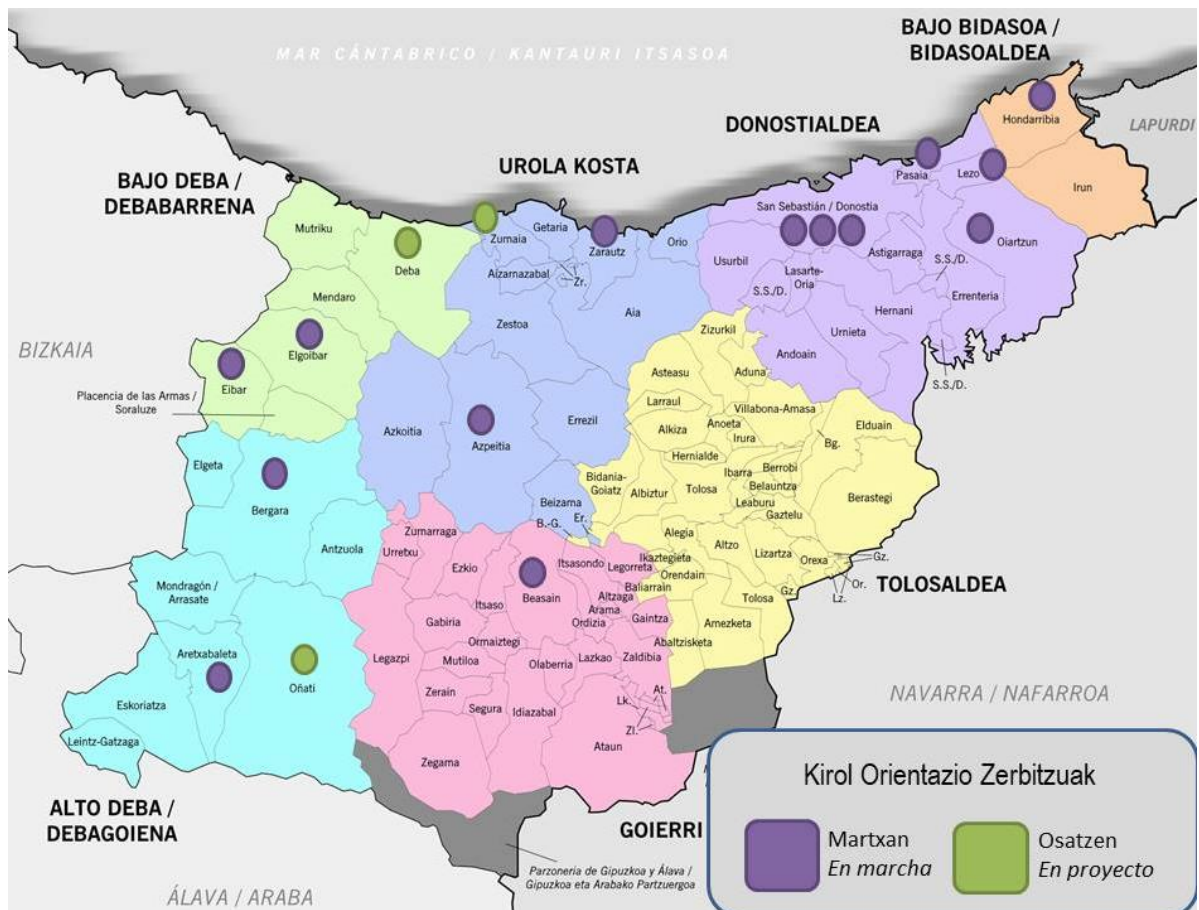 BAJO BIDASOA /
BIDASOALDEA
MAR CÁNTABRICO / KANTAURI ITSASOA
Hondarribia
LAPURDI
DONOSTIALDEA
Pasaia
Lezo
Irun
UROLA KOSTA
BAJO DEBA /
DEBABARRENA
San Sebastián / Donostia
Mutriku
Getaria
Zumaia
Zarautz
Orio
Astigarraga
Oiartzun
Deba
Usurbil
S.S./D.
Aizarnazabal
Zr.
Lasarte-
Oria
S.S./D.
Errenteria
Mendaro
Aia
Hernani
Zestoa
Urnieta
Zizurkil
BIZKAIA
Elgoibar
Andoain
Eibar
Asteasu
Aduna
S.S./D.
Placencia de las Armas /
Soraluze
Larraul
Villabona-Amasa
Errezil
Elduain
Azkoitia
Azpeitia
Alkiza
Anoeta
Irura
Bg.
Hernialde
Elgeta
Ibarra
Berrobi
Bidania-
Goiatz
Albiztur
Tolosa
Belauntza
Berastegi
Bergara
Beizama
Leaburu
Gaztelu
B.-G.
Er.
Zumarraga
Alegia
Antzuola
Urretxu
Altzo
Lizartza
Orexa
Gz.
Ezkio
Itsasondo
Legorreta
Ikaztegieta
Orendain
Mondragón /
Arrasate
Beasain
Baliarrain
Tolosa
Gz.
Or.
Lz.
TOLOSALDEA
Itsaso
Altzaga
Arama
Ordizia
Gaintza
Amezketa
Gabiria
Ormaiztegi
Abaltzisketa
Aretxabaleta
Legazpi
Mutiloa
Olaberria
Lazkao
Zaldibia
Oñati
Zerain
At.
NAVARRA / NAFARROA
Eskoriatza
Segura
Idiazabal
Lk.
Zl.
Leintz-Gatzaga
Ataun
Zegama
ALTO DEBA /
DEBAGOIENA
GOIERRI
Parzoneria de Gipuzkoa y Álava /
Gipuzkoa eta Arabako Partzuergoa
ÁLAVA / ARABA
Kirol Orientazio Zerbitzuak
Martxan
En marcha
Osatzen
En proyecto